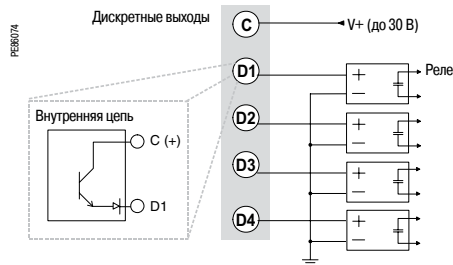 PE86074
Дискретные выходы
C
V+ (до 30 В)
D1
+
−
Реле
Внутренняя цепь
C (+)
D1
D2
+
−
D3
+
−
D4
+
−